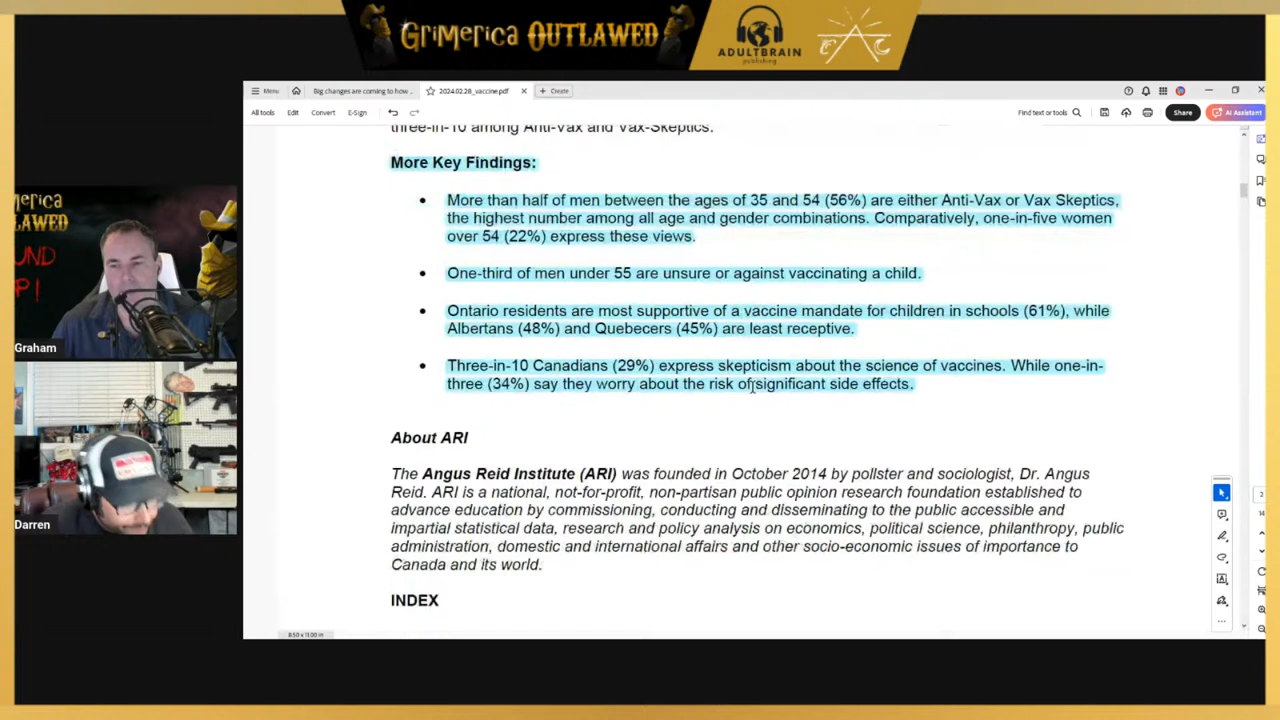 GRiMeRicA OUTLAWED
ADULTBRAIN
publishing
Menu
Big changes are coming to how ..
2024.02.28_vaccine.pdf
Create
All tools
Edit
Convert
E-Sign
Find text or tools
Share
AI Assistant
three-in-10 among Anti-Vax and Vax-Skeptics.
More Key Findings:
• More than half of men between the ages of 35 and 54 (56%) are either Anti-Vax or Vax Skeptics,
the highest number among all age and gender combinations. Comparatively, one-in-five women
over 54 (22%) express these views.
• One-third of men under 55 are unsure or against vaccinating a child.
• Ontario residents are most supportive of a vaccine mandate for children in schools (61%), while
Albertans (48%) and Quebecers (45%) are least receptive.
• Three-in-10 Canadians (29%) express skepticism about the science of vaccines. While one-in-
three (34%) say they worry about the risk of significant side effects.
About ARI
The Angus Reid Institute (ARI) was founded in October 2014 by pollster and sociologist, Dr. Angus
Reid. ARI is a national, not-for-profit, non-partisan public opinion research foundation established to
advance education by commissioning, conducting and disseminating to the public accessible and
impartial statistical data, research and policy analysis on economics, political science, philanthropy, public
administration, domestic and international affairs and other socio-economic issues of importance to
Canada and its world.
INDEX
8.50 x 11.00 in
2
14
merica
LAWED
UND
P!
Graham
Darren